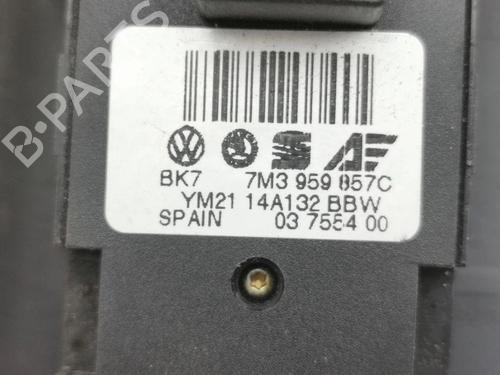 BK7 7M3 959 857C
YM21 14A132 BBW
SPAIN 03 7554 00
B-PARTS